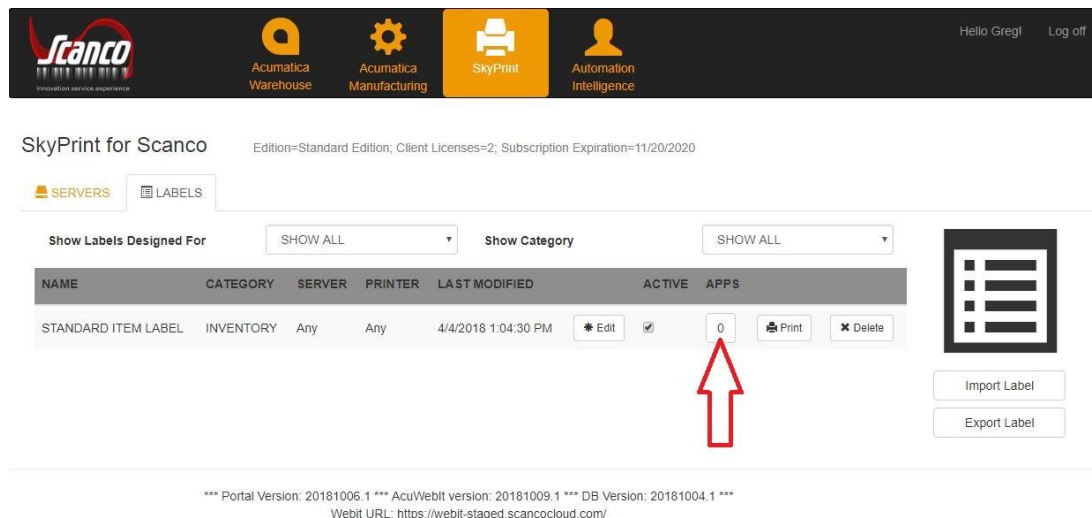 Scanco
innovation.service.experience
Acumatica Warehouse
Acumatica Manufacturing
SkyPrint
Automation Intelligence
Hello Greg!
Log off
SkyPrint for Scanco
Edition=Standard Edition; Client Licenses=2; Subscription Expiration=11/20/2020
SERVERS
LABELS
Show Labels Designed For
SHOW ALL
Show Category
SHOW ALL
NAME CATEGORY SERVER PRINTER LAST MODIFIED ACTIVE APPS
STANDARD ITEM LABEL INVENTORY Any Any 4/4/2018 1:04:30 PM Edit 0 Print Delete
Import Label
Export Label
*** Portal Version: 20181006.1 *** AcuWebIt version: 20181009.1 *** DB Version: 20181004.1 ***
Webit URL: https://webit-staged.scancocloud.com/